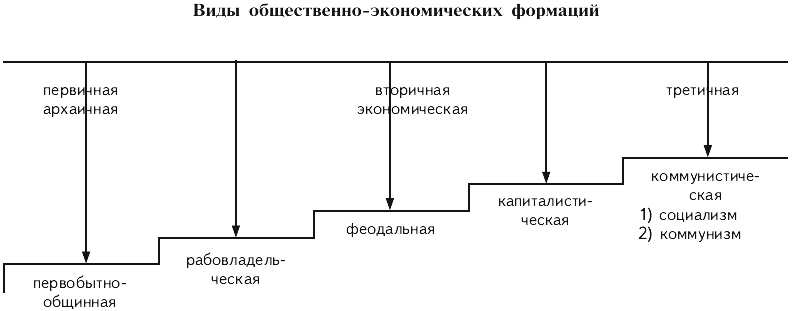 Виды общественно-экономических формаций
первичная
архаичная
вторичная
экономическая
третичная
первобытно-
общинная
рабовладель-
ческая
феодальная
капиталисти-
ческая
коммунистиче-
ская
1) социализм
2) коммунизм